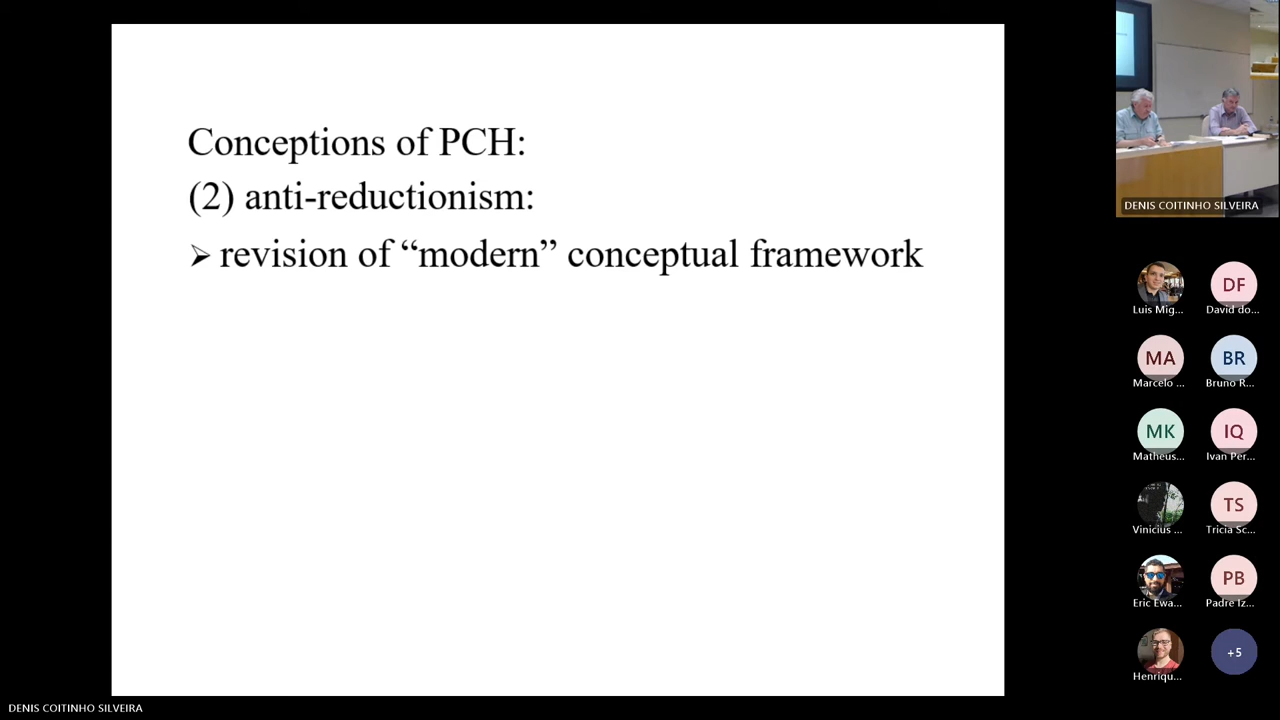 Conceptions of PCH:
(2) anti-reductionism:
➢ revision of “modern” conceptual framework
DENIS COITINHO SILVEIRA
Luis Mig...
DF
David do...
MA
Marcelo ...
BR
Bruno R...
MK
Matheus...
IQ
Ivan Per...
Vinicius ...
TS
Tricia Sc...
Eric Ewa...
PB
Padre Iz...
Henriqu...
+5
DENIS COITINHO SILVEIRA